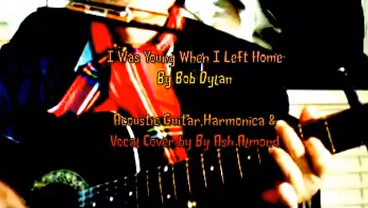 I Was Young When I Left Home
By Bob Dylan
Acoustic Guitar,Harmonica &
Vocal Cover by By Ash.Almond